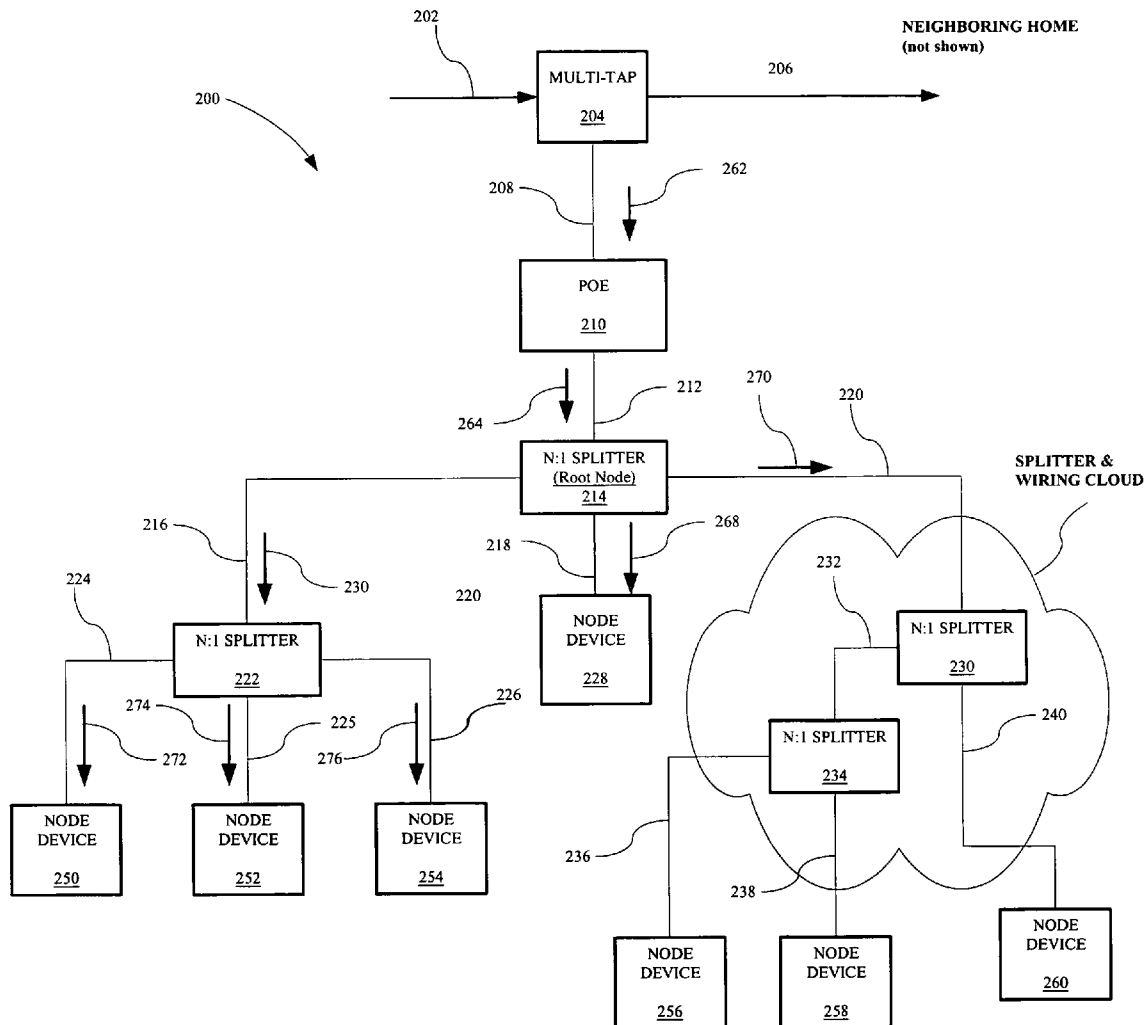 NEIGHBORING HOME
(not shown)
202
MULTI-TAP
204
206
200
208
262
POE
210
264
212
270
220
N:1 SPLITTER
(Root Node)
214
SPLITTER &
WIRING CLOUD
216
230
218
268
224
220
232
NODE
DEVICE
228
N:1 SPLITTER
222
N:1 SPLITTER
230
226
274
225
272
276
240
N:1 SPLITTER
234
NODE
DEVICE
250
NODE
DEVICE
252
NODE
DEVICE
254
236
238
NODE
DEVICE
256
NODE
DEVICE
258
NODE
DEVICE
260